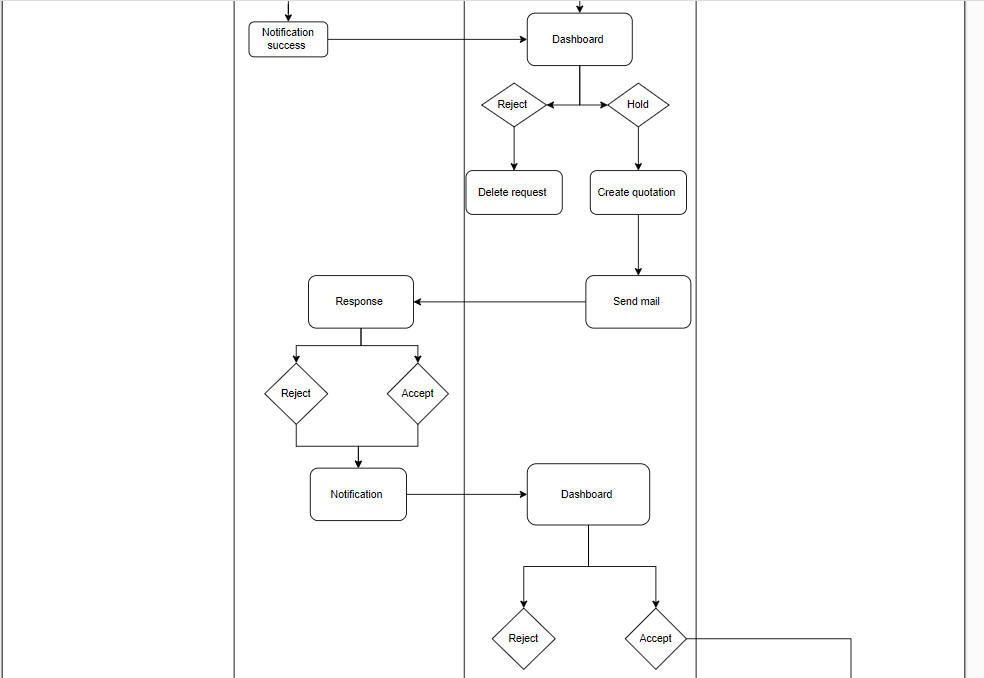 Notification
success
Dashboard
Reject
Hold
Delete request
Create quotation
Response
Send mail
Reject
Accept
Notification
Dashboard
Reject
Accept